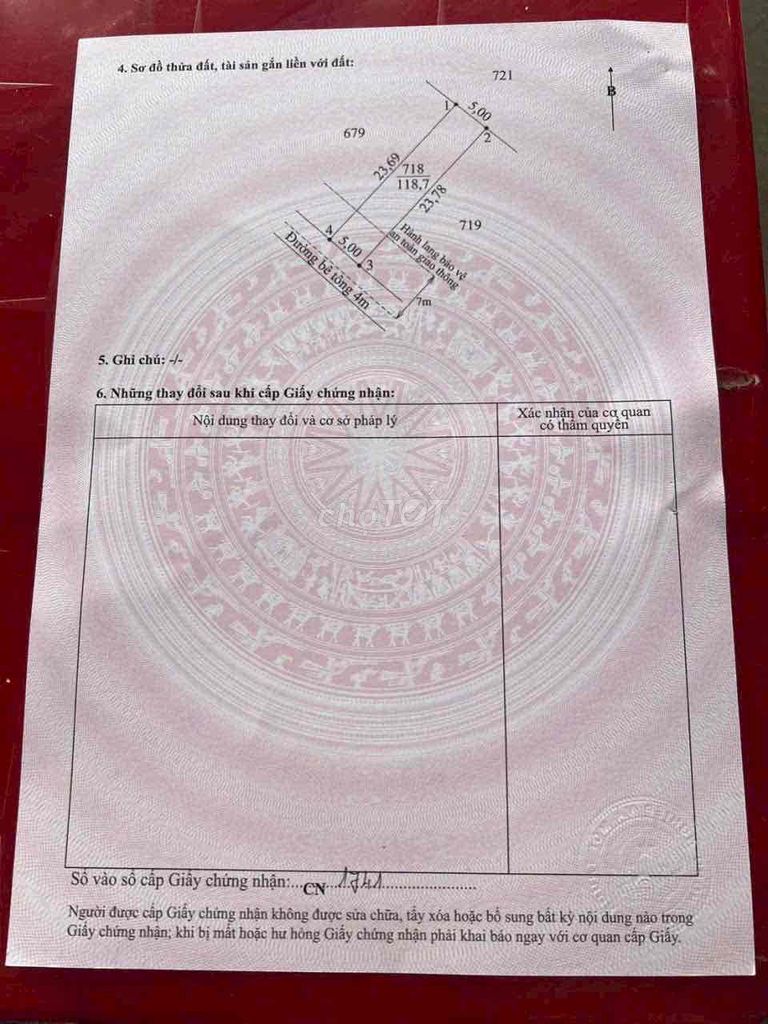 4. Sơ đồ thửa đất, tài sản gắn liền với đất:
721
B
1
5,00
2
679
23,69
718
118,7
23,78
719
4
5,00
3
Hành lang bảo vệ
an toàn giao thông
Đường bê tông 4m
7m
5. Ghi chú: -/-
6. Những thay đổi sau khi cấp Giấy chứng nhận:
Nội dung thay đổi và cơ sở pháp lý
Xác nhận của cơ quan
có thẩm quyền
chợTỐT
Số vào sổ cấp Giấy chứng nhận:...CN...1741......................
Người được cấp Giấy chứng nhận không được sửa chữa, tẩy xóa hoặc bổ sung bất kỳ nội dung nào trong
Giấy chứng nhận; khi bị mất hoặc hư hỏng Giấy chứng nhận phải khai báo ngay với cơ quan cấp Giấy.